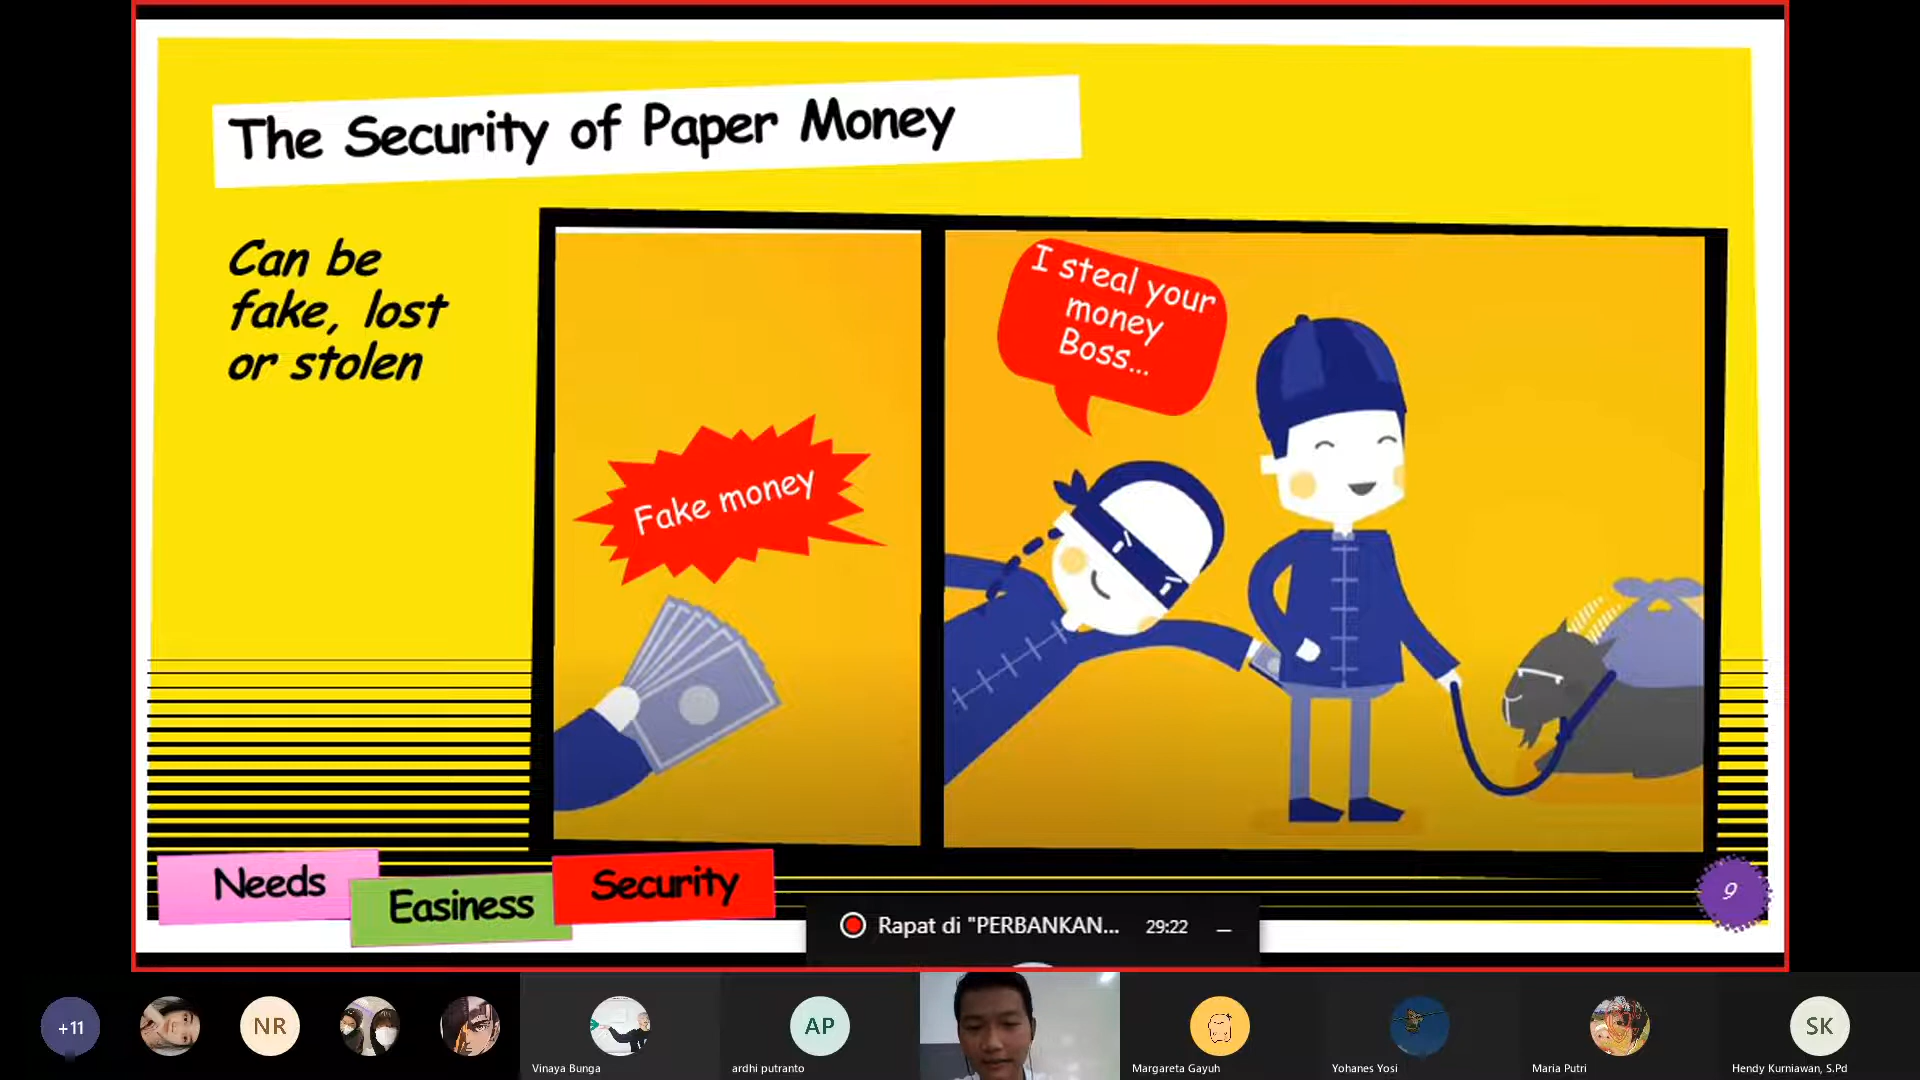 The Security of Paper Money
Can be
fake, lost
or stolen
Fake money
I steal your
money
Boss...
Needs
Easiness
Security
9
Rapat di "PERBANKAN... 29:22
+11
NR
AP
SK
Vinaya Bunga
ardhi putranto
Margareta Gayuh
Yohanes Yosi
Maria Putri
Hendy Kurniawan, S.Pd